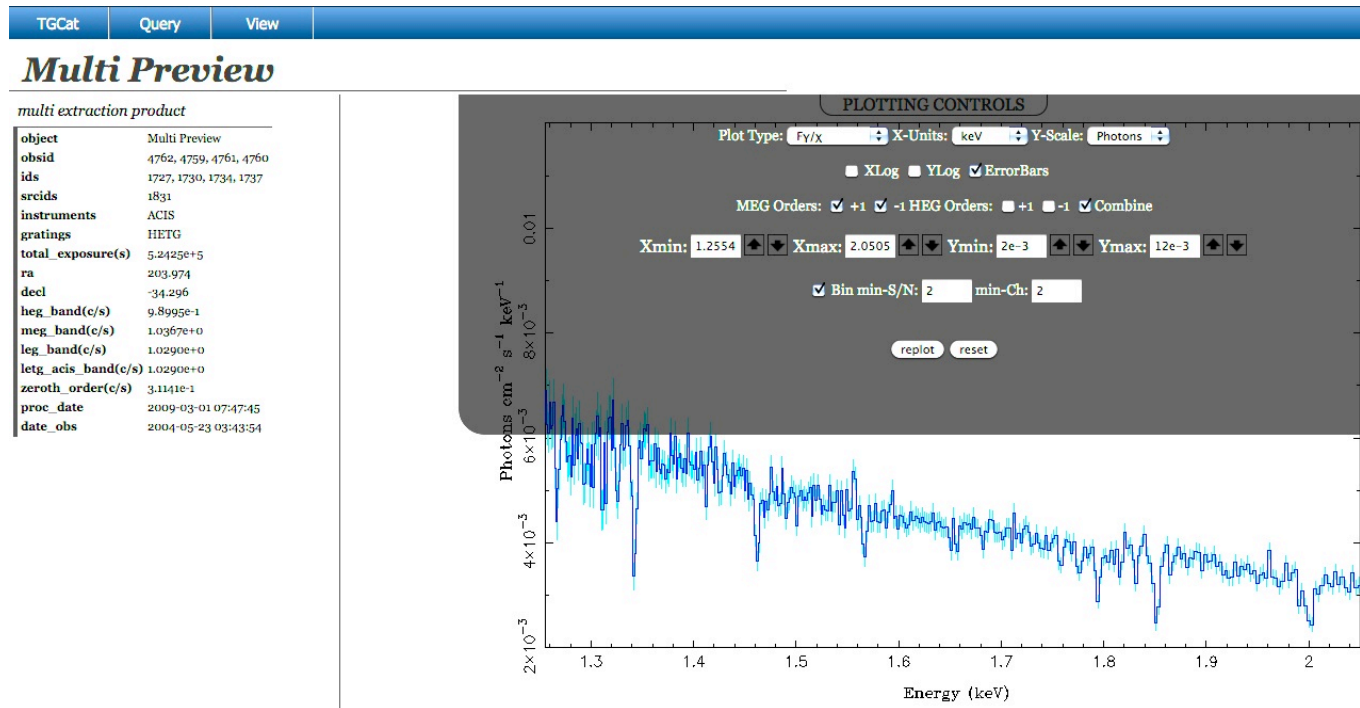 TGCat Query View
Multi Preview
multi extraction product
object Multi Preview
obsid 4762, 4759, 4761, 4760
ids 1727, 1730, 1734, 1737
srcids 1831
instruments ACIS
gratings HETG
total_exposure(s) 5.2425e+5
ra 203.974
decl -34.296
heg_band(c/s) 9.8995e-1
meg_band(c/s) 1.0367e+0
leg_band(c/s) 1.0290e+0
letg_acis_band(c/s) 1.0290e+0
zeroth_order(c/s) 3.1141e-1
proc_date 2009-03-01 07:47:45
date_obs 2004-05-23 03:43:54
PLOTTING CONTROLS
Plot Type: Fγ/x X-Units: keV Y-Scale: Photons
XLog YLog ErrorBars
MEG Orders: +1 -1 HEG Orders: +1 -1 Combine
Xmin: 1.2554 Xmax: 2.0505 Ymin: 2e-3 Ymax: 12e-3
Bin min-S/N: 2 min-Ch: 2
replot reset
Photons cm⁻² s⁻¹ keV⁻¹
0.01
8×10⁻³
6×10⁻³
4×10⁻³
2×10⁻³
1.3 1.4 1.5 1.6 1.7 1.8 1.9 2
Energy (keV)